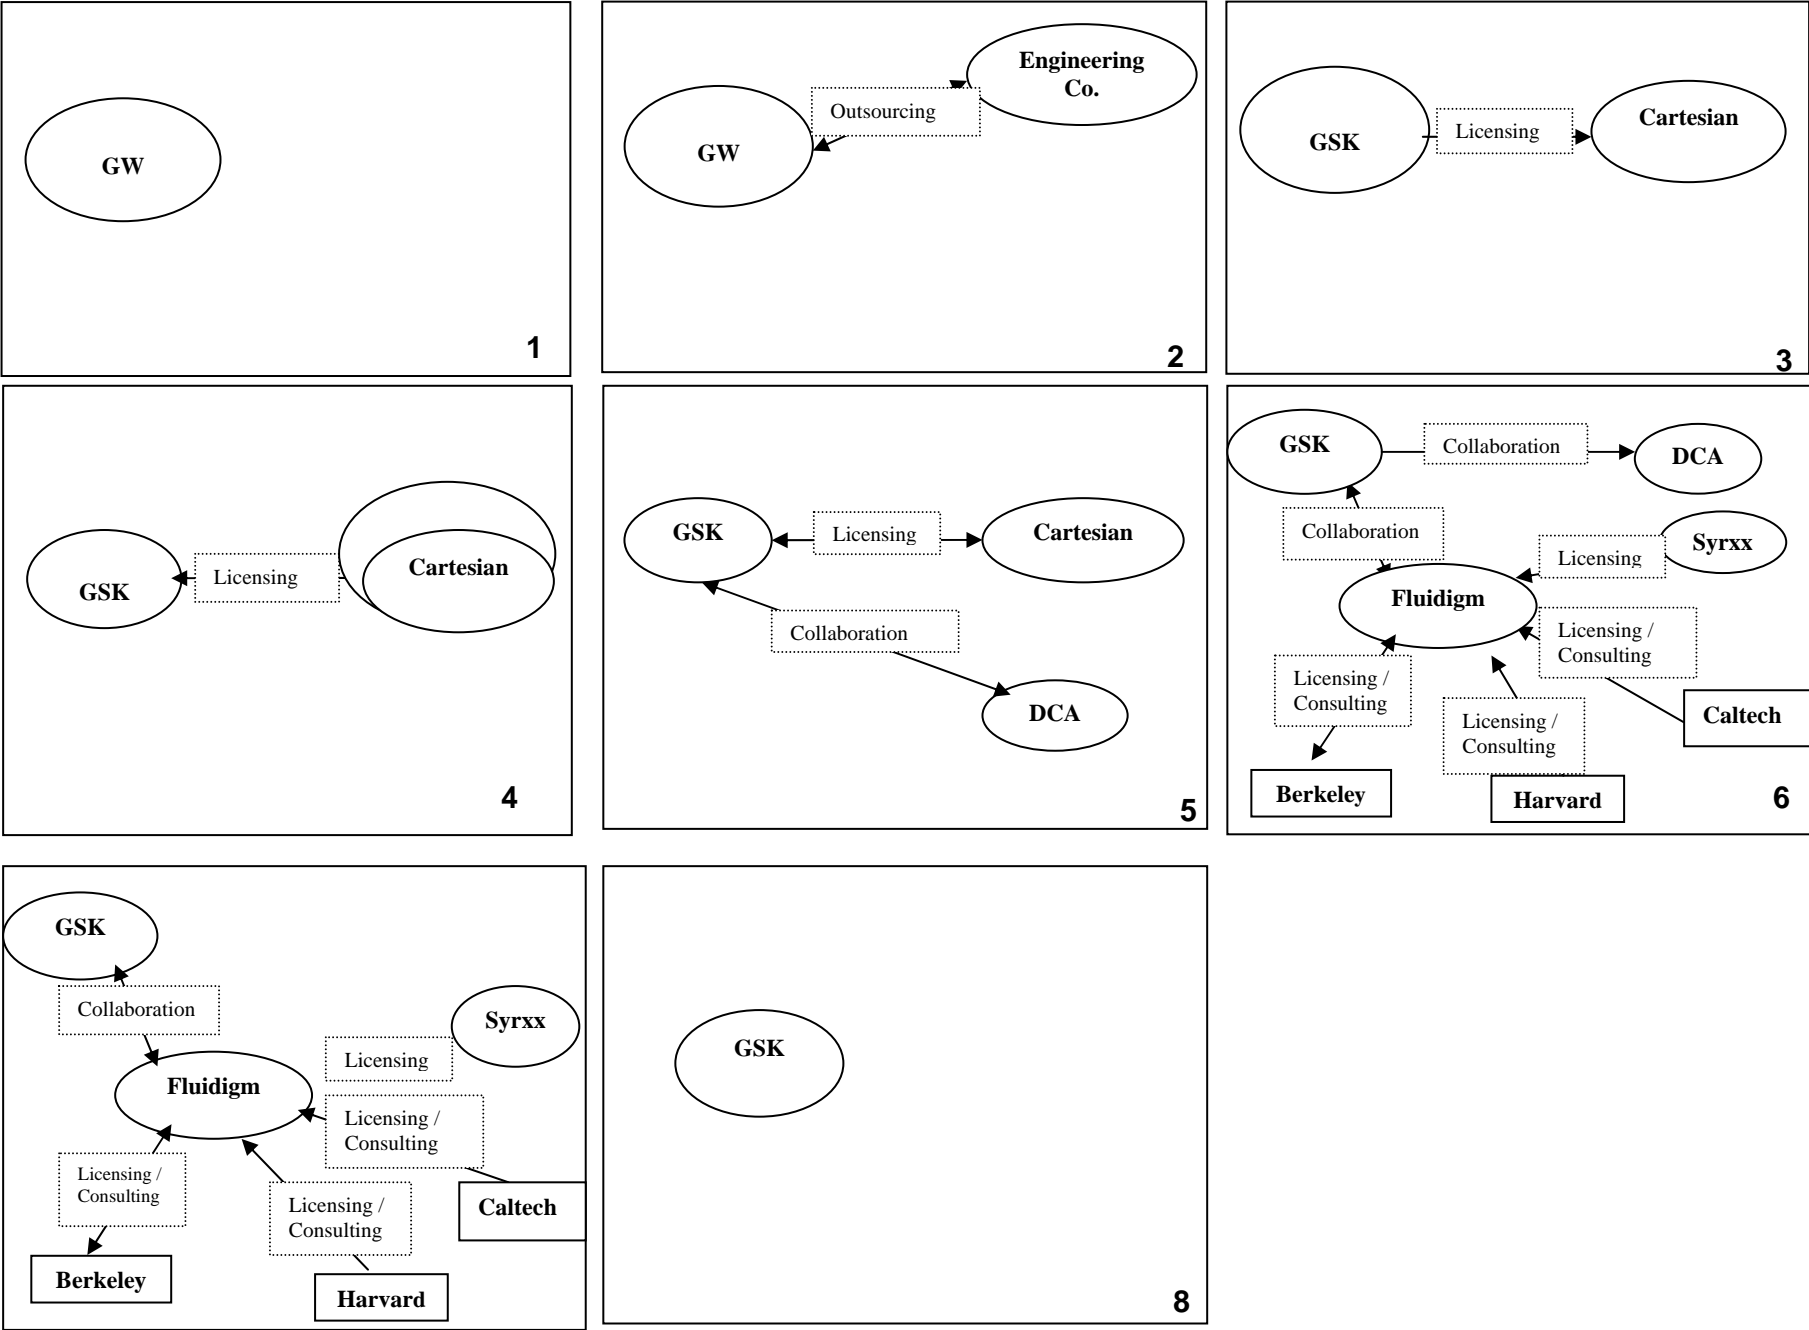 GW
1
Engineering
Co.
Outsourcing
GW
2
GSK
Licensing
Cartesian
3
GSK
Licensing
Cartesian
4
GSK
Licensing
Cartesian
Collaboration
DCA
5
GSK
Collaboration
DCA
Collaboration
Syrxx
Licensing
Fluidigm
Licensing /
Consulting
Licensing /
Consulting
Licensing /
Consulting
Caltech
Berkeley
Harvard
6
GSK
Collaboration
Syrxx
Licensing
Fluidigm
Licensing /
Consulting
Licensing /
Consulting
Licensing /
Consulting
Caltech
Berkeley
Harvard
GSK
8